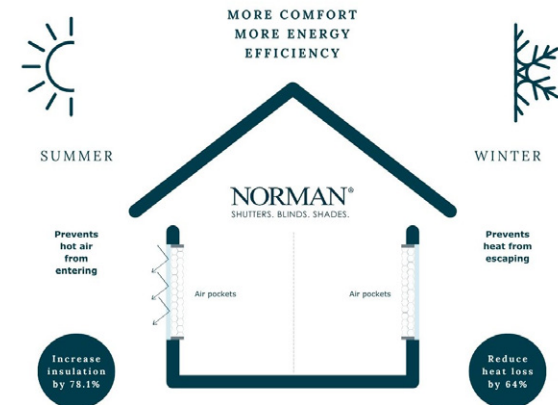 MORE COMFORT
MORE ENERGY
EFFICIENCY
SUMMER
WINTER
NORMAN®
SHUTTERS. BLINDS. SHADES.
Prevents
hot air
from
entering
Prevents
heat from
escaping
Air pockets
Air pockets
Increase
insulation
by 78.1%
Reduce
heat loss
by 64%